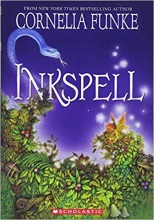 FROM NEW YORK TIMES BESTSELLING AUTHOR
CORNELIA FUNKE
INKSPELL
SCHOLASTIC